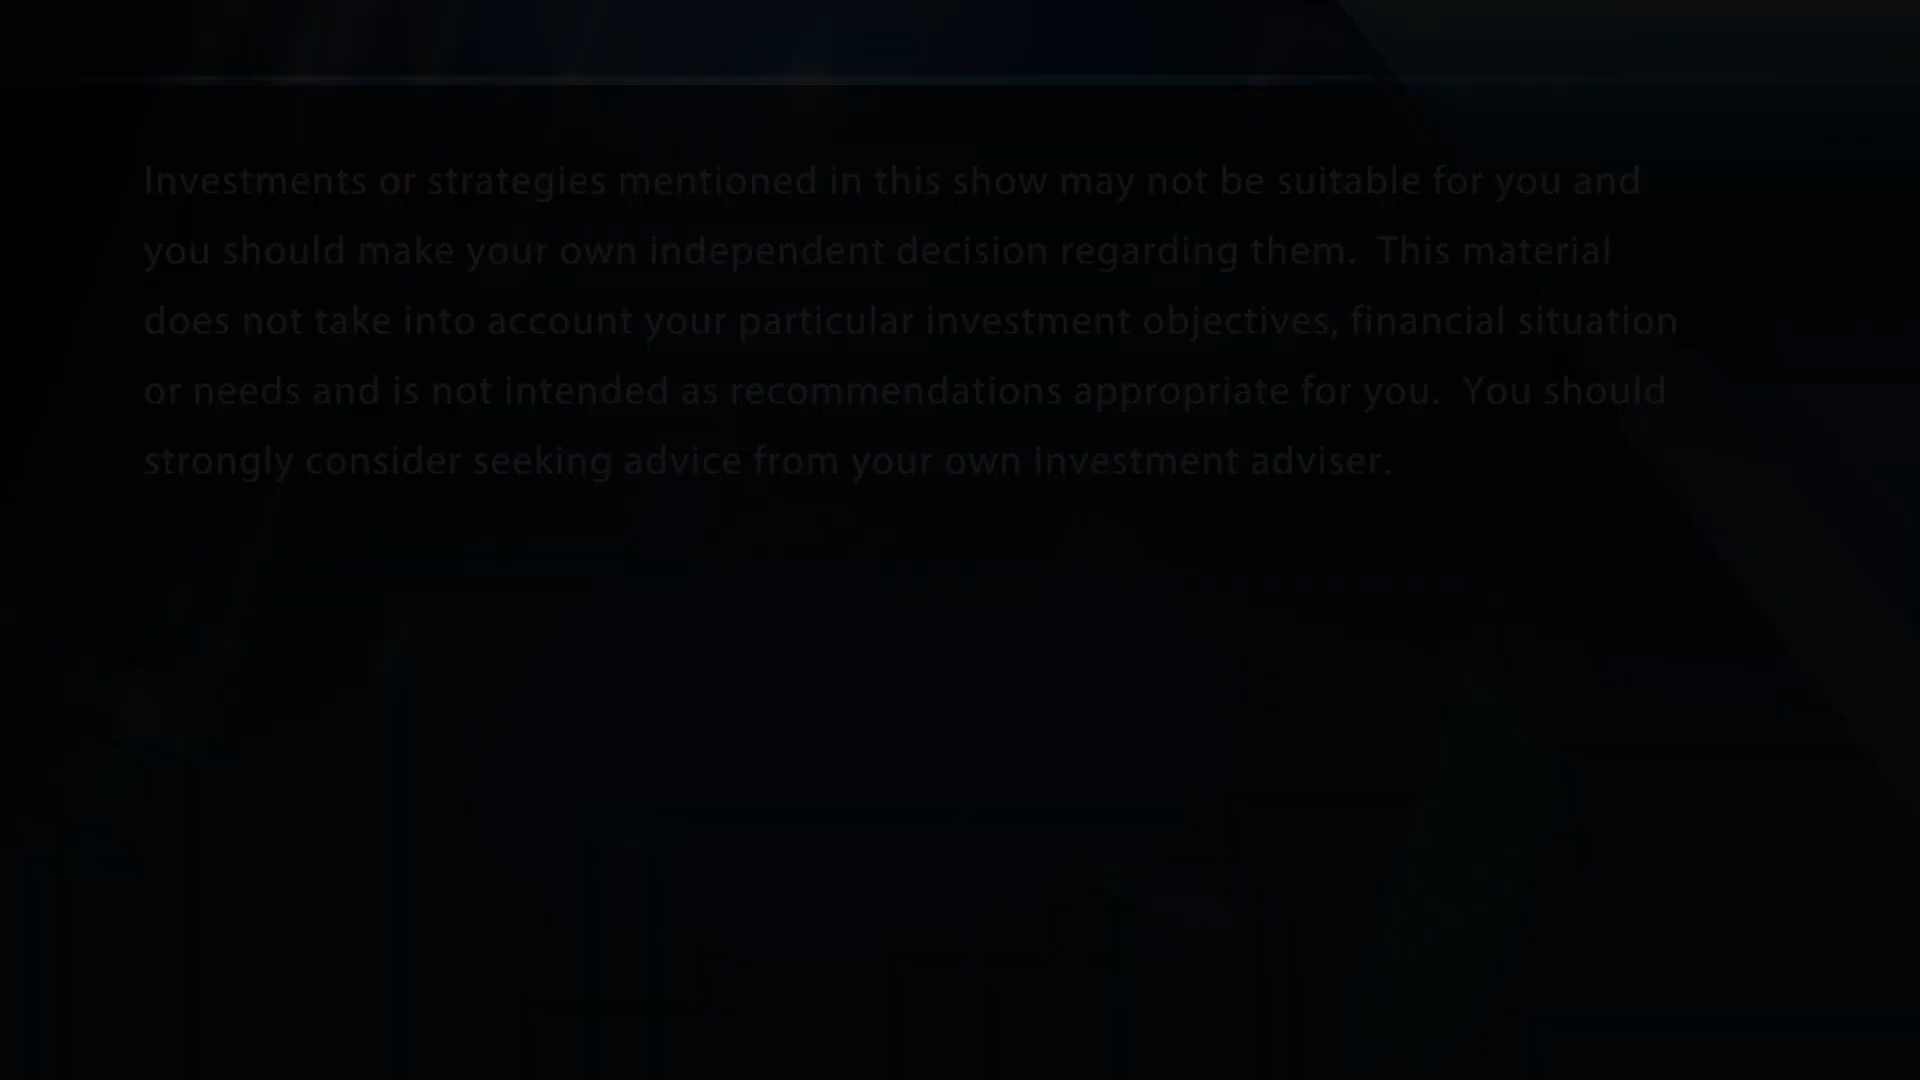 Investments or strategies mentioned in this show may not be suitable for you and
you should make your own independent decision regarding them.  This material
does not take into account your particular investment objectives, financial situation
or needs and is not intended as recommendations appropriate for you.  You should
strongly consider seeking advice from your own investment adviser.